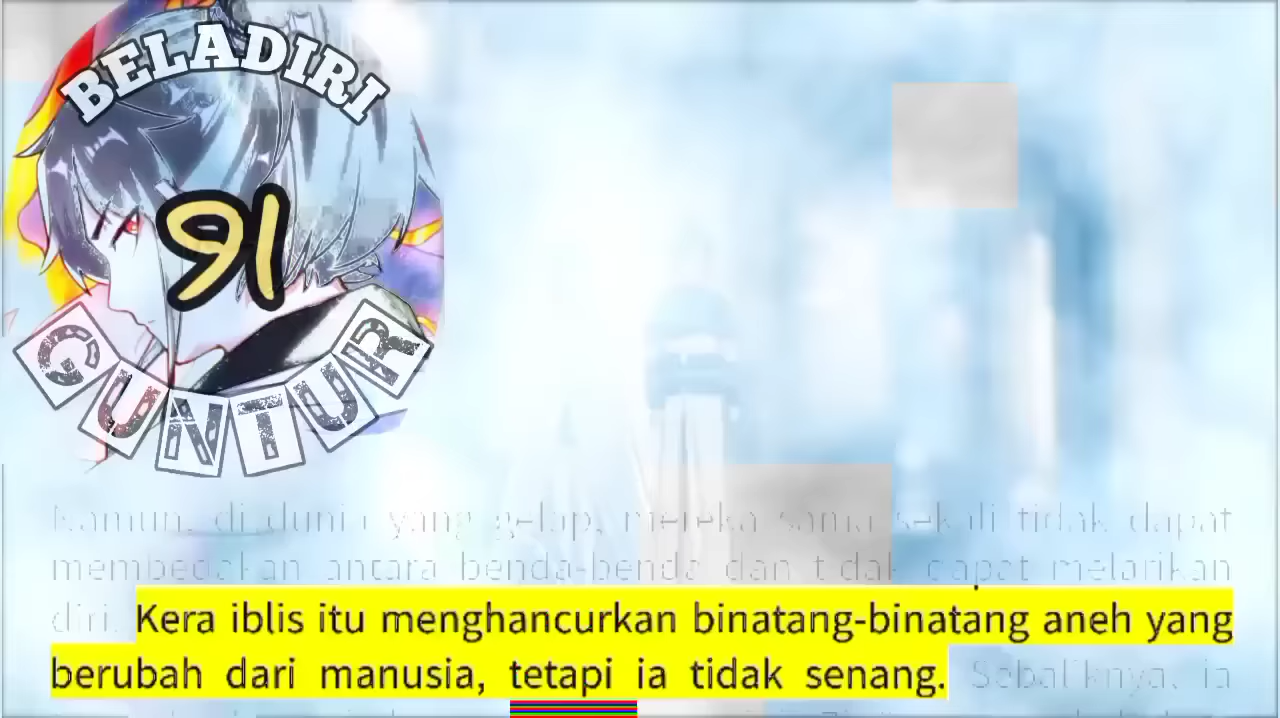 BELADIRI
91
GUNTUR
Namun, di dunia yang gelap, mereka sama sekali tidak dapat
membedakan antara benda-benda dan tidak dapat melarikan
diri. Kera iblis itu menghancurkan binatang-binatang aneh yang
berubah dari manusia, tetapi ia tidak senang. Sebaliknya, ia